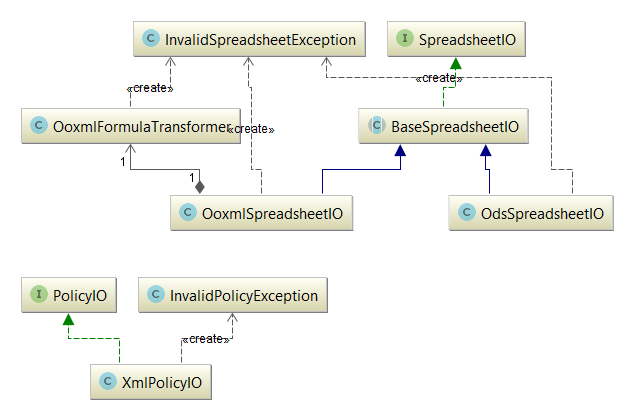 C InvalidSpreadsheetException
I SpreadsheetIO
«create»
«create»
C OoxmlFormulaTransformer
«create»
C BaseSpreadsheetIO
1
1
C OoxmlSpreadsheetIO
C OdsSpreadsheetIO
I PolicyIO
C InvalidPolicyException
«create»
C XmlPolicyIO